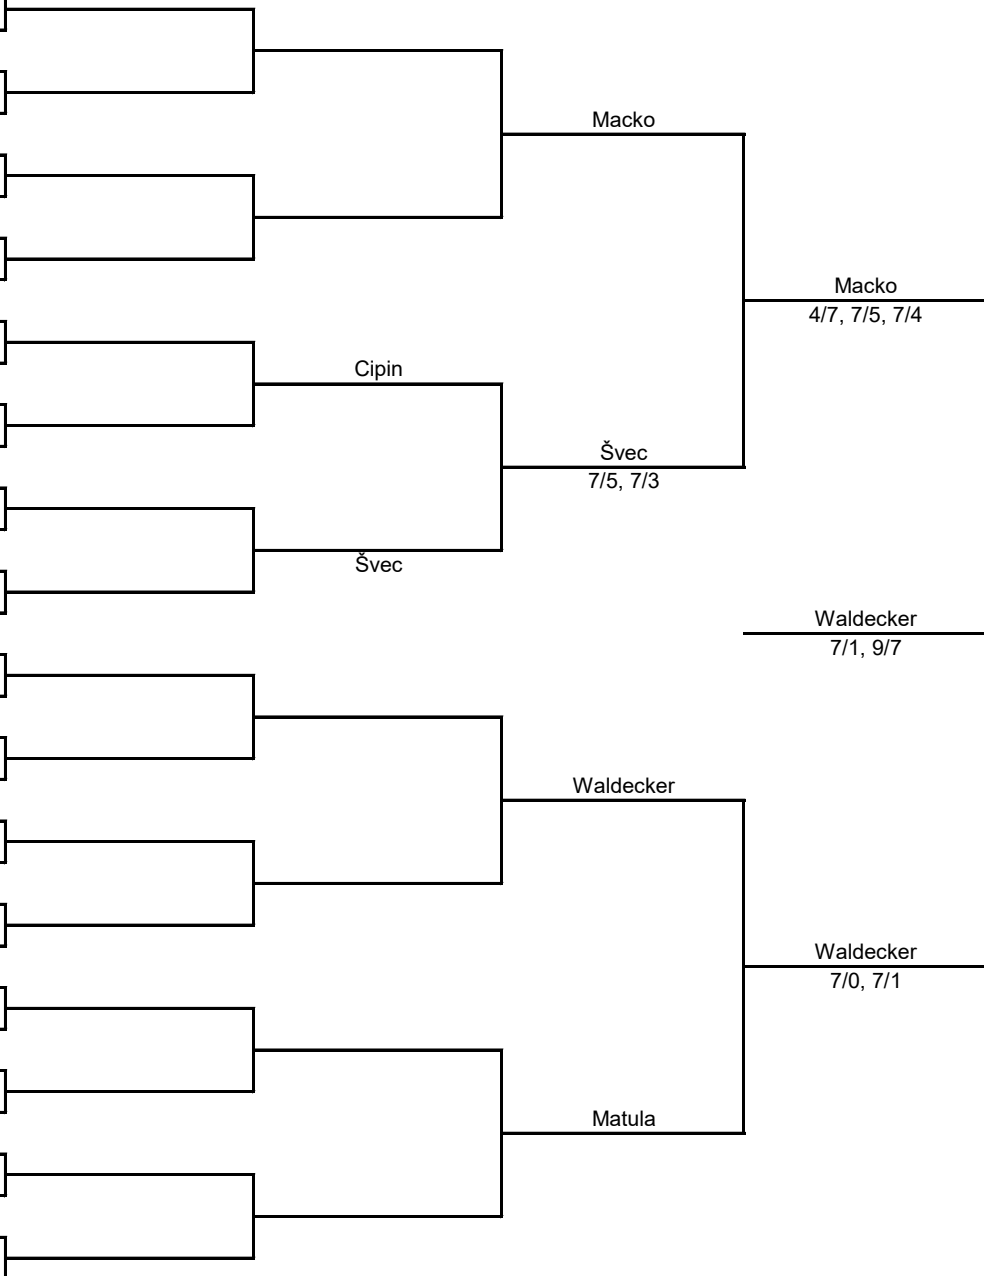 Macko
Macko
4/7, 7/5, 7/4
Cipin
Švec
7/5, 7/3
Švec
Waldecker
7/1, 9/7
Waldecker
Waldecker
7/0, 7/1
Matula